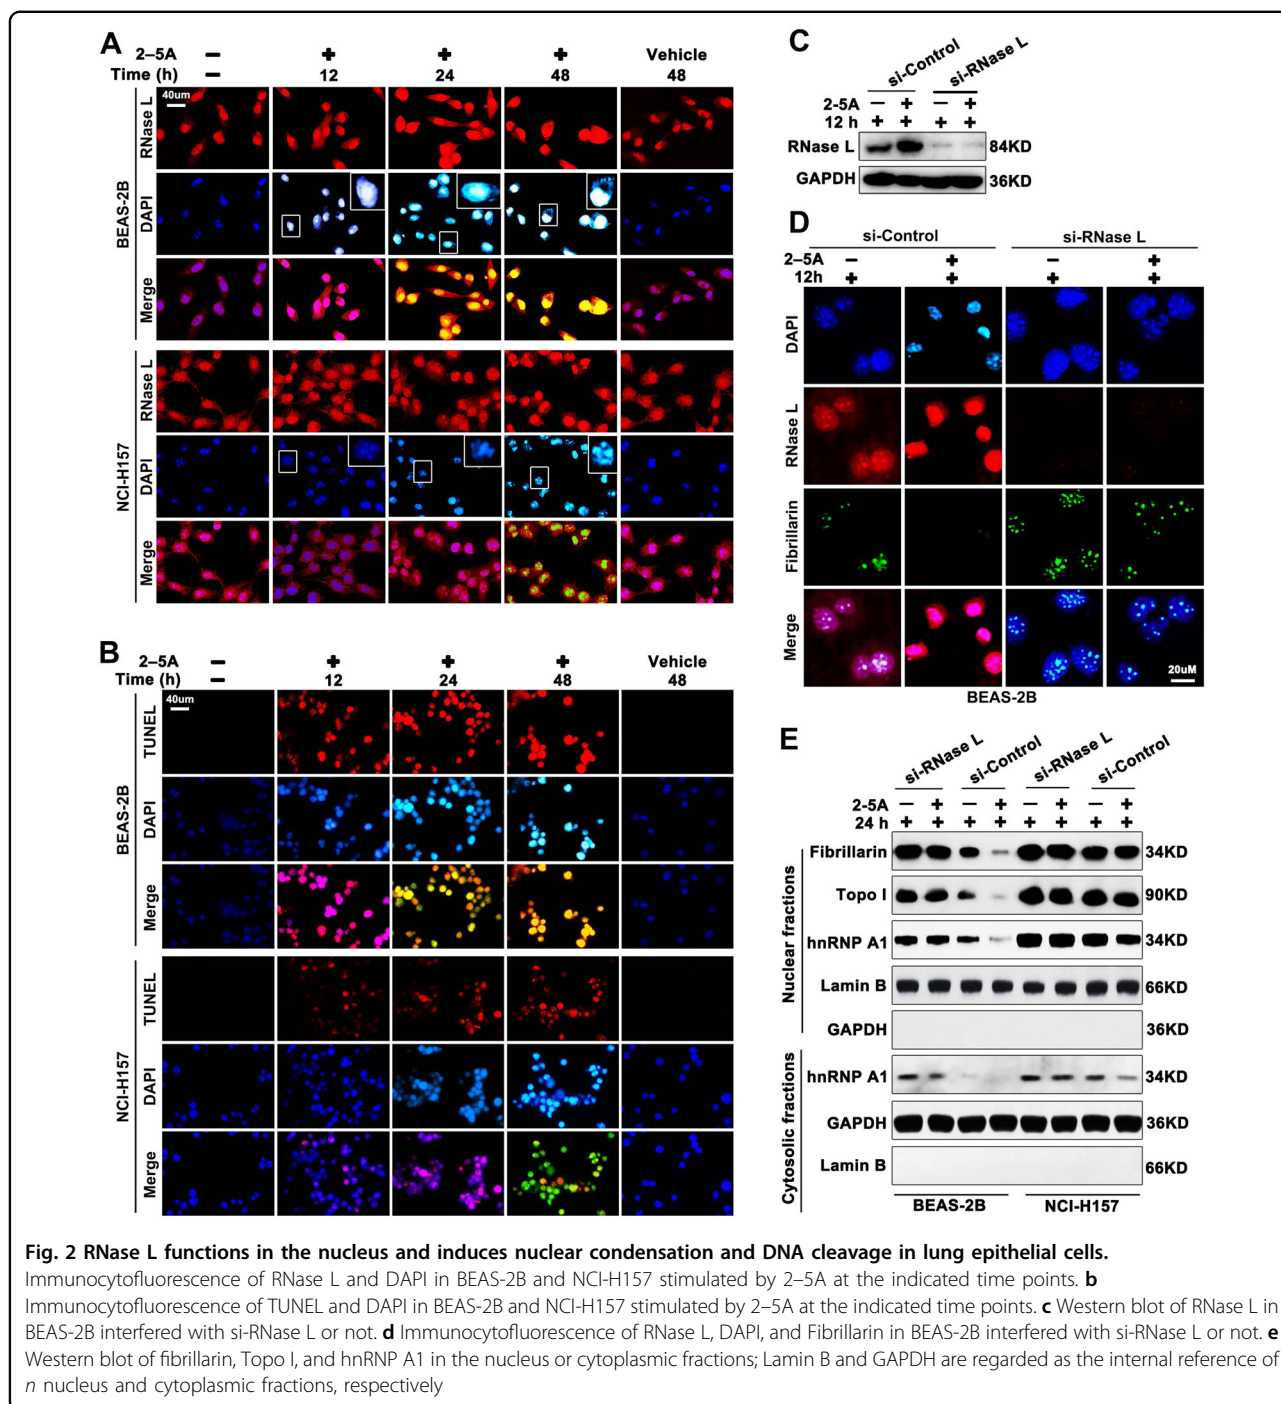 A
2–5A − + + + Vehicle
Time (h) − 12 24 48 48
40um
BEAS-2B
RNase L
DAPI
Merge
NCI-H157
RNase L
DAPI
Merge
B
2–5A − + + + Vehicle
Time (h) − 12 24 48 48
40um
BEAS-2B
TUNEL
DAPI
Merge
NCI-H157
TUNEL
DAPI
Merge
C
si-Control si-RNase L
2-5A − + − +
12 h + + + +
RNase L 84KD
GAPDH 36KD
D
si-Control si-RNase L
2–5A − + − +
12h + + + +
DAPI
RNase L
Fibrillarin
Merge
20uM
BEAS-2B
E
si-RNase L si-Control si-RNase L si-Control
2-5A − + − + − + − +
24 h + + + + + + + +
Nuclear fractions
Fibrillarin 34KD
Topo I 90KD
hnRNP A1 34KD
Lamin B 66KD
GAPDH 36KD
Cytosolic fractions
hnRNP A1 34KD
GAPDH 36KD
Lamin B 66KD
BEAS-2B NCI-H157
Fig. 2 RNase L functions in the nucleus and induces nuclear condensation and DNA cleavage in lung epithelial cells.
Immunocytofluorescence of RNase L and DAPI in BEAS-2B and NCI-H157 stimulated by 2–5A at the indicated time points. b
Immunocytofluorescence of TUNEL and DAPI in BEAS-2B and NCI-H157 stimulated by 2–5A at the indicated time points. c Western blot of RNase L in
BEAS-2B interfered with si-RNase L or not. d Immunocytofluorescence of RNase L, DAPI, and Fibrillarin in BEAS-2B interfered with si-RNase L or not. e
Western blot of fibrillarin, Topo I, and hnRNP A1 in the nucleus or cytoplasmic fractions; Lamin B and GAPDH are regarded as the internal reference of
n nucleus and cytoplasmic fractions, respectively